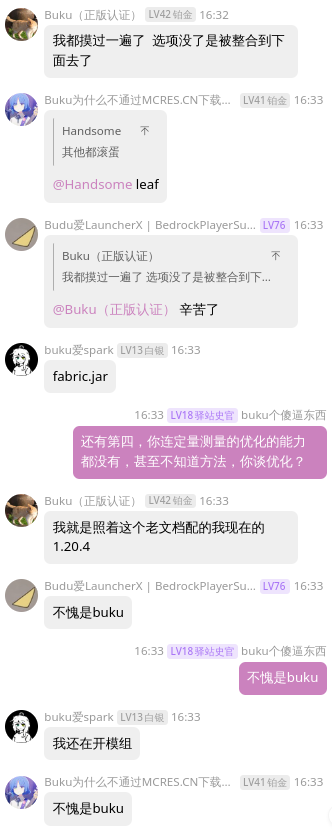 Buku（正版认证） LV42 铂金 16:32
我都摸过一遍了 选项没了是被整合到下
面去了
Buku为什么不通过MCRES.CN下载... LV41 铂金 16:33
Handsome
其他都滚蛋
@Handsome leaf
Budu爱LauncherX | BedrockPlayerSu... LV76 16:33
Buku（正版认证）
我都摸过一遍了 选项没了是被整合到下...
@Buku（正版认证） 辛苦了
buku爱spark LV13 白银 16:33
fabric.jar
16:33 LV18 驿站史官 buku个傻逼东西
还有第四，你连定量测量的优化的能力
都没有，甚至不知道方法，你谈优化？
Buku（正版认证） LV42 铂金 16:33
我就是照着这个老文档配的我现在的
1.20.4
Budu爱LauncherX | BedrockPlayerSu... LV76 16:33
不愧是buku
16:33 LV18 驿站史官 buku个傻逼东西
不愧是buku
buku爱spark LV13 白银 16:33
我还在开模组
Buku为什么不通过MCRES.CN下载... LV41 铂金 16:33
不愧是buku